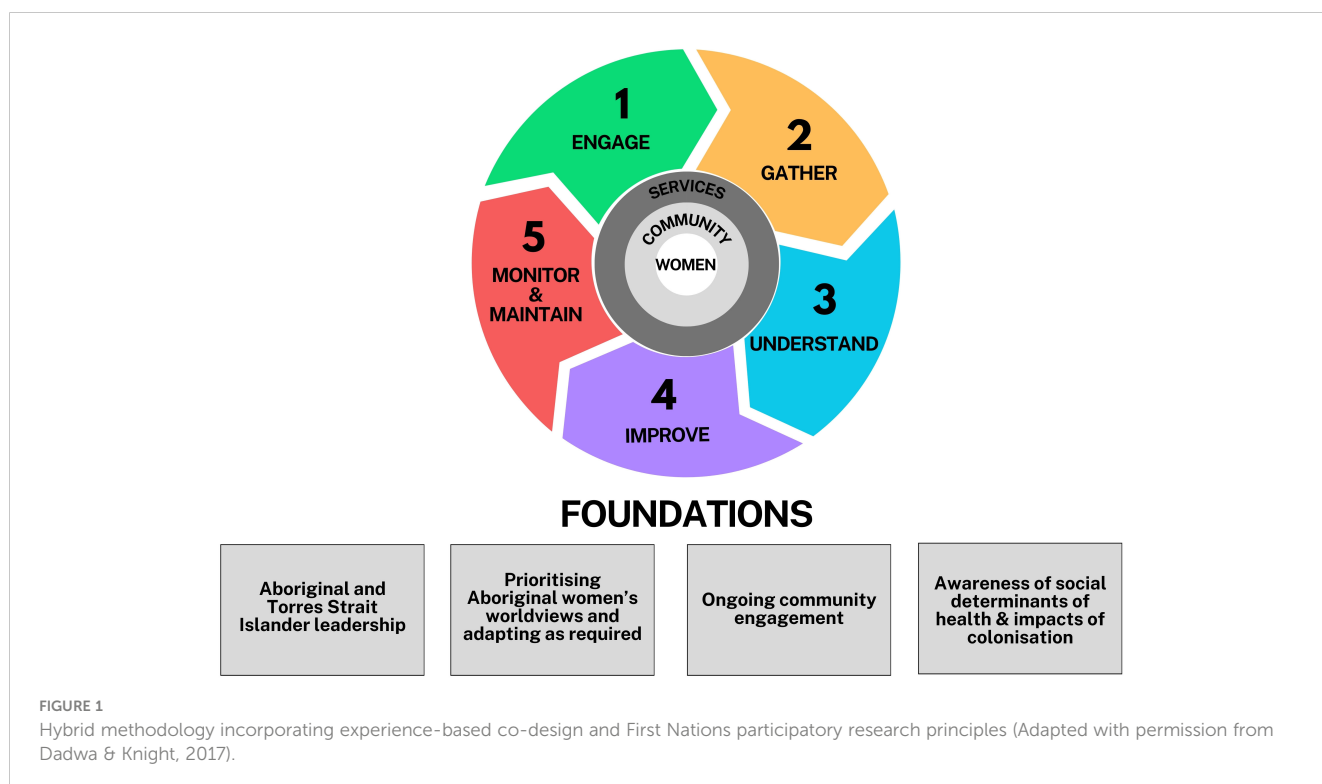 1
ENGAGE
2
GATHER
3
UNDERSTAND
4
IMPROVE
5
MONITOR
&
MAINTAIN
SERVICES
COMMUNITY
WOMEN
FOUNDATIONS
Aboriginal and
Torres Strait
Islander leadership
Prioritising
Aboriginal women's
worldviews and
adapting as required
Ongoing community
engagement
Awareness of social
determinants of
health & impacts of
colonisation
FIGURE 1
Hybrid methodology incorporating experience-based co-design and First Nations participatory research principles (Adapted with permission from
Dadwa & Knight, 2017).